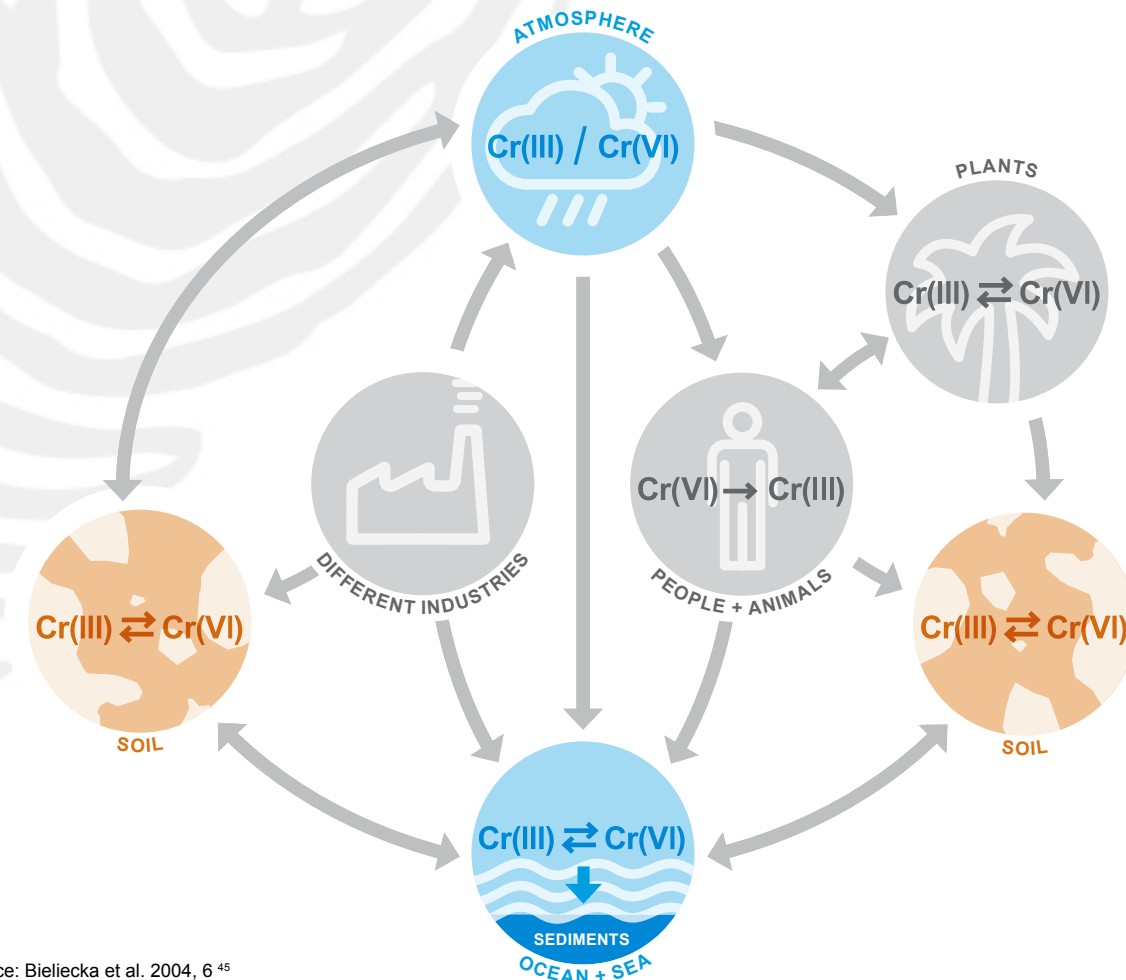 ATMOSPHERE
Cr(III) / Cr(VI)
PLANTS
Cr(III) ⇄ Cr(VI)
Cr(VI) → Cr(III)
DIFFERENT INDUSTRIES
PEOPLE + ANIMALS
Cr(III) ⇄ Cr(VI)
SOIL
Cr(III) ⇄ Cr(VI)
SOIL
Cr(III) ⇄ Cr(VI)
SEDIMENTS
OCEAN + SEA
ce: Bieliecka et al. 2004, 6 45